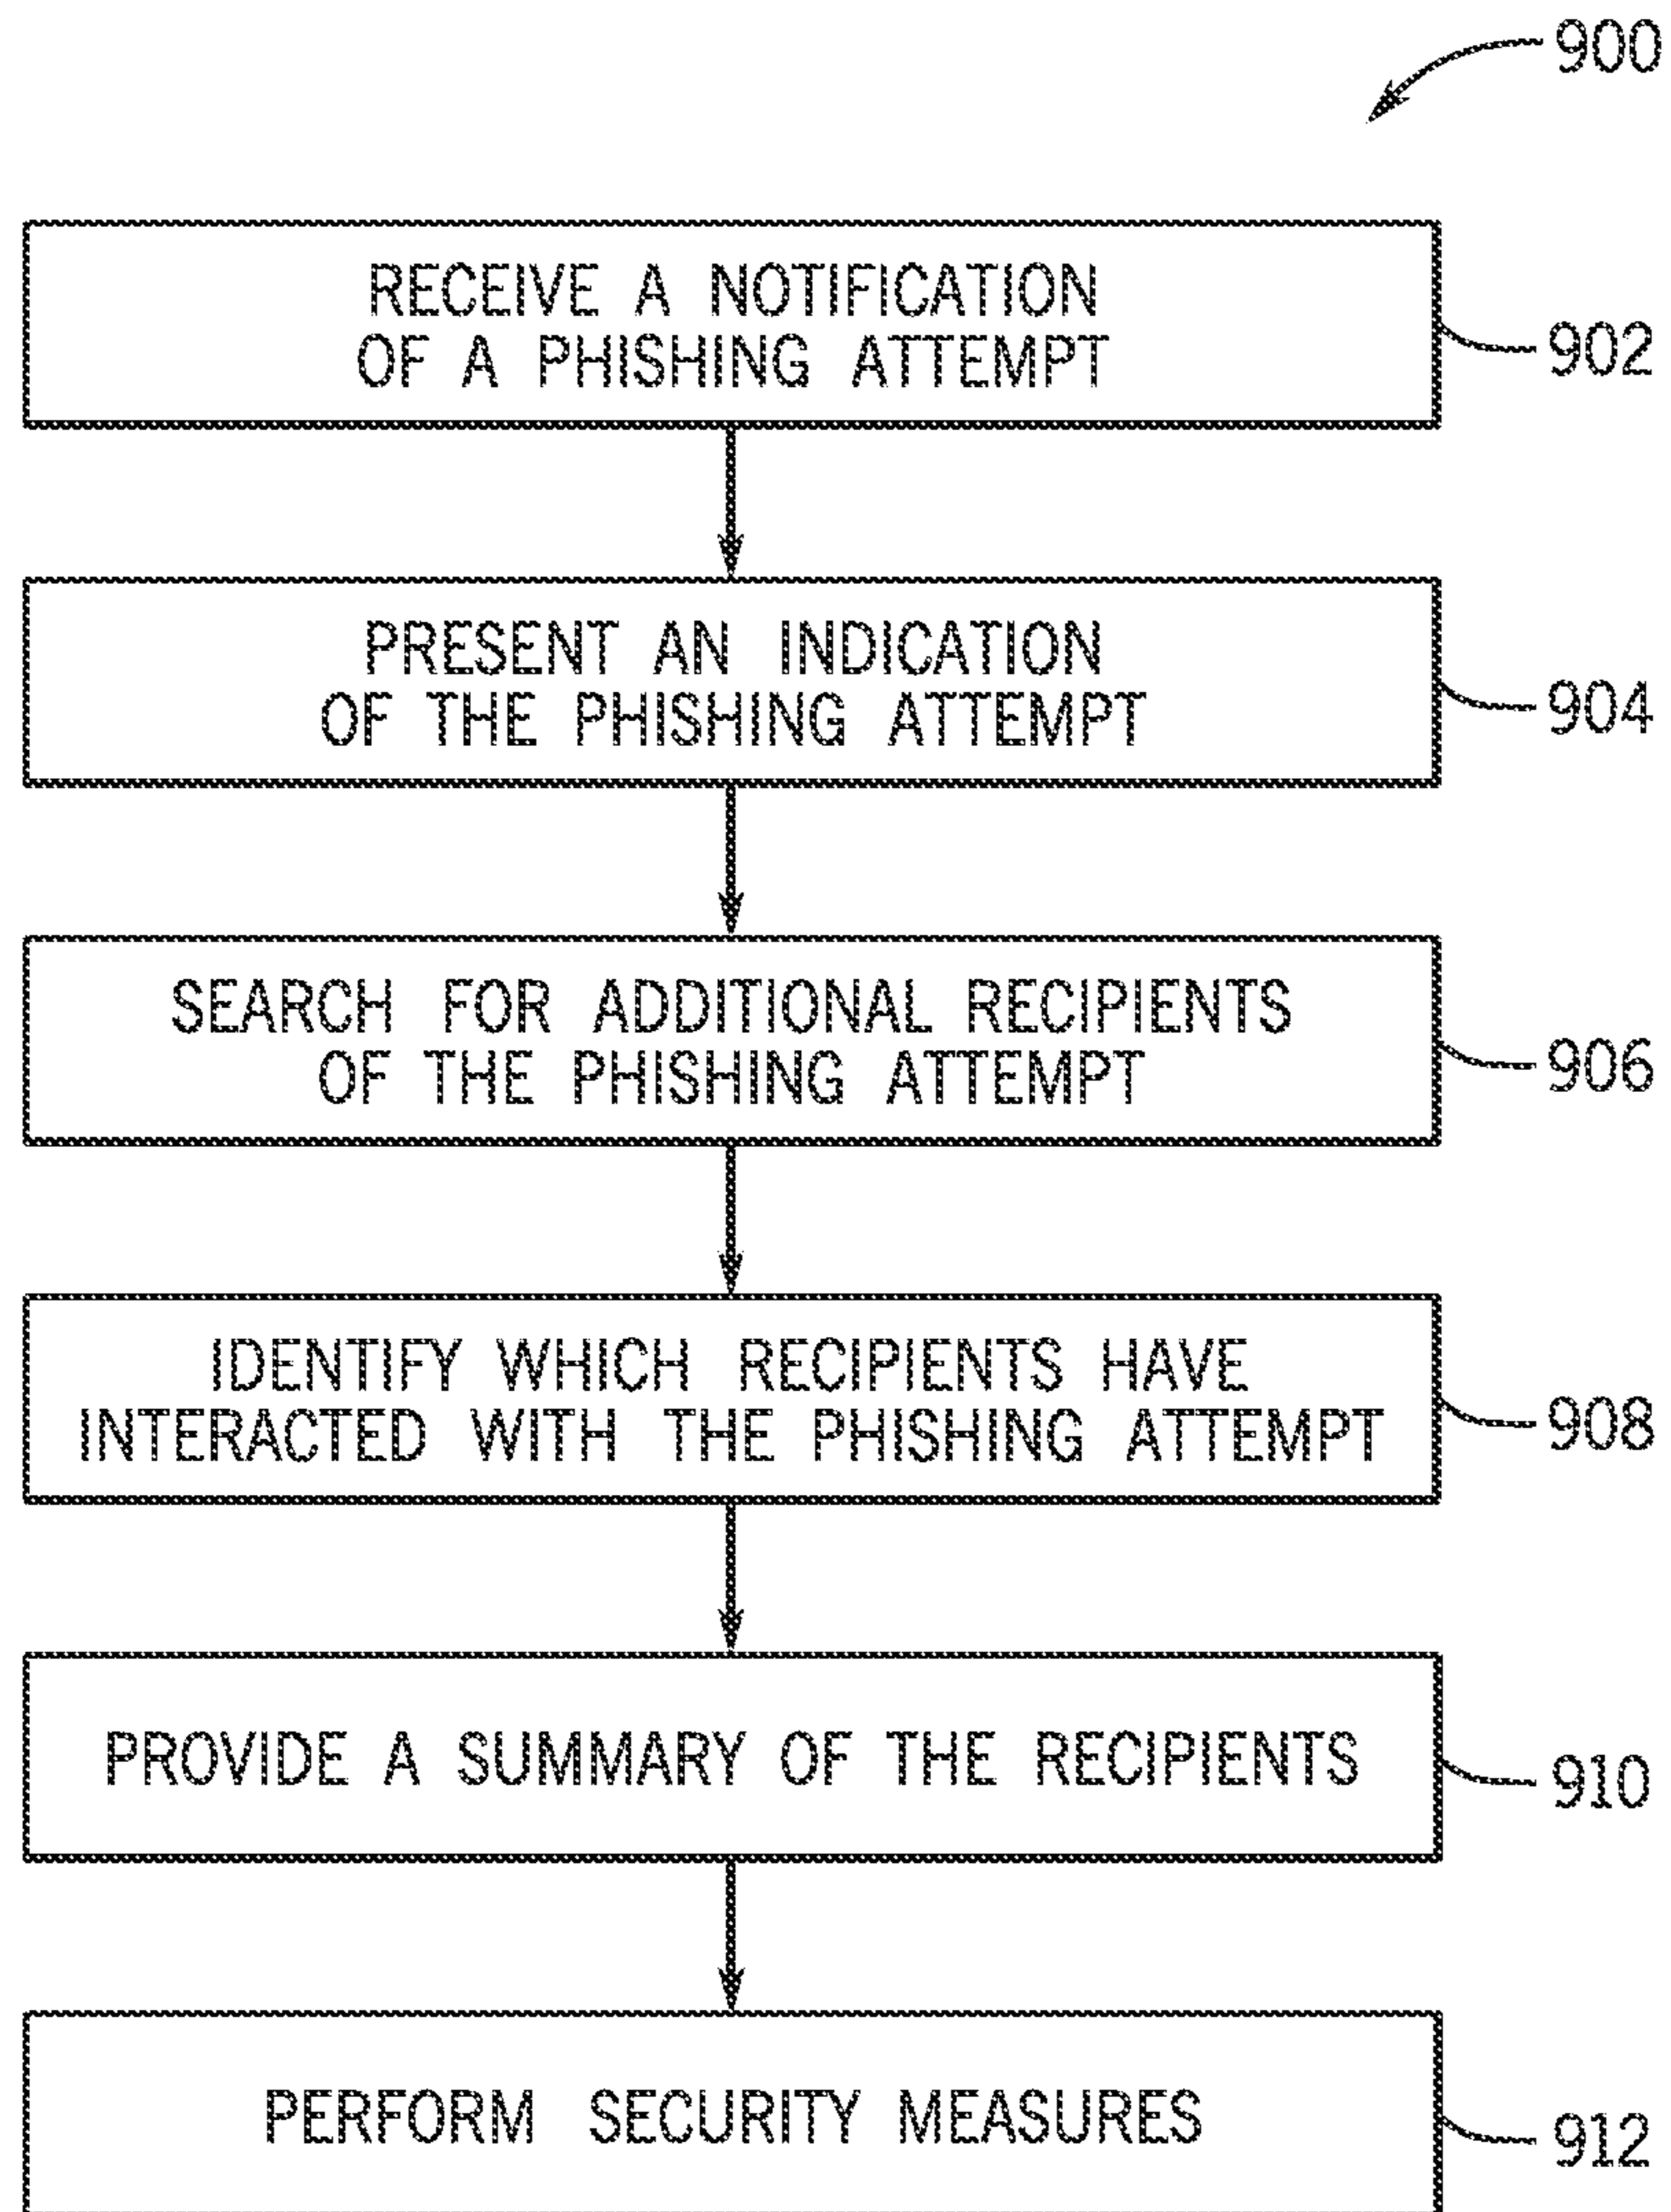 900
RECEIVE A NOTIFICATION
OF A PHISHING ATTEMPT
902
PRESENT AN INDICATION
OF THE PHISHING ATTEMPT
904
SEARCH FOR ADDITIONAL RECIPIENTS
OF THE PHISHING ATTEMPT
906
IDENTIFY WHICH RECIPIENTS HAVE
INTERACTED WITH THE PHISHING ATTEMPT
908
PROVIDE A SUMMARY OF THE RECIPIENTS
910
PERFORM SECURITY MEASURES
912